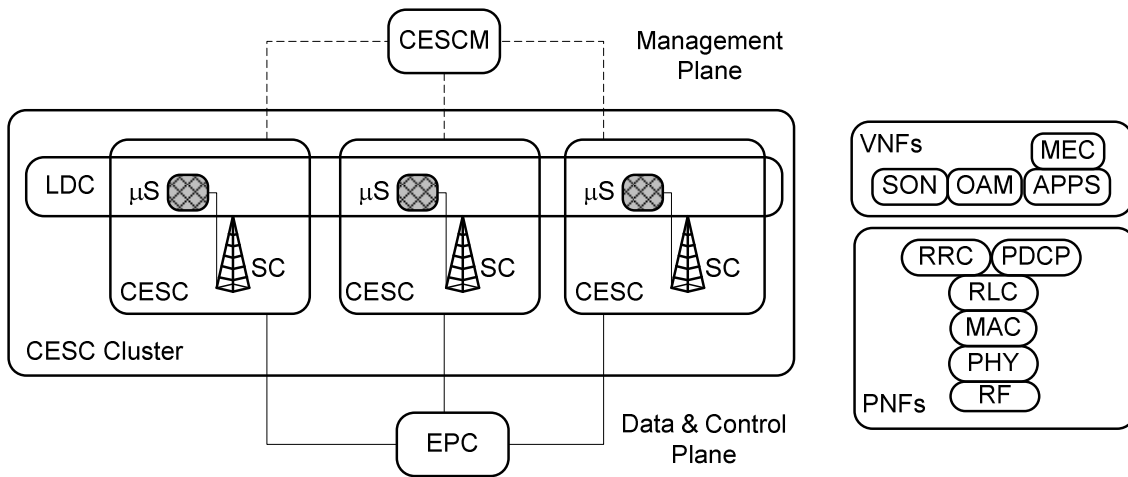 CESCM
Management
Plane
LDC
μS
μS
μS
SC
SC
SC
CESC
CESC
CESC
CESC Cluster
EPC
Data & Control
Plane
VNFs
MEC
SON OAM APPS
RRC PDCP
RLC
MAC
PHY
RF
PNFs